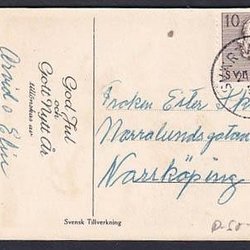 God Jul
och
Gott Nytt År
tillönskas av
Arvid o Elin
10
Fröken Ester
Norralundsgatan
Norrköping
Svensk Tillverkning